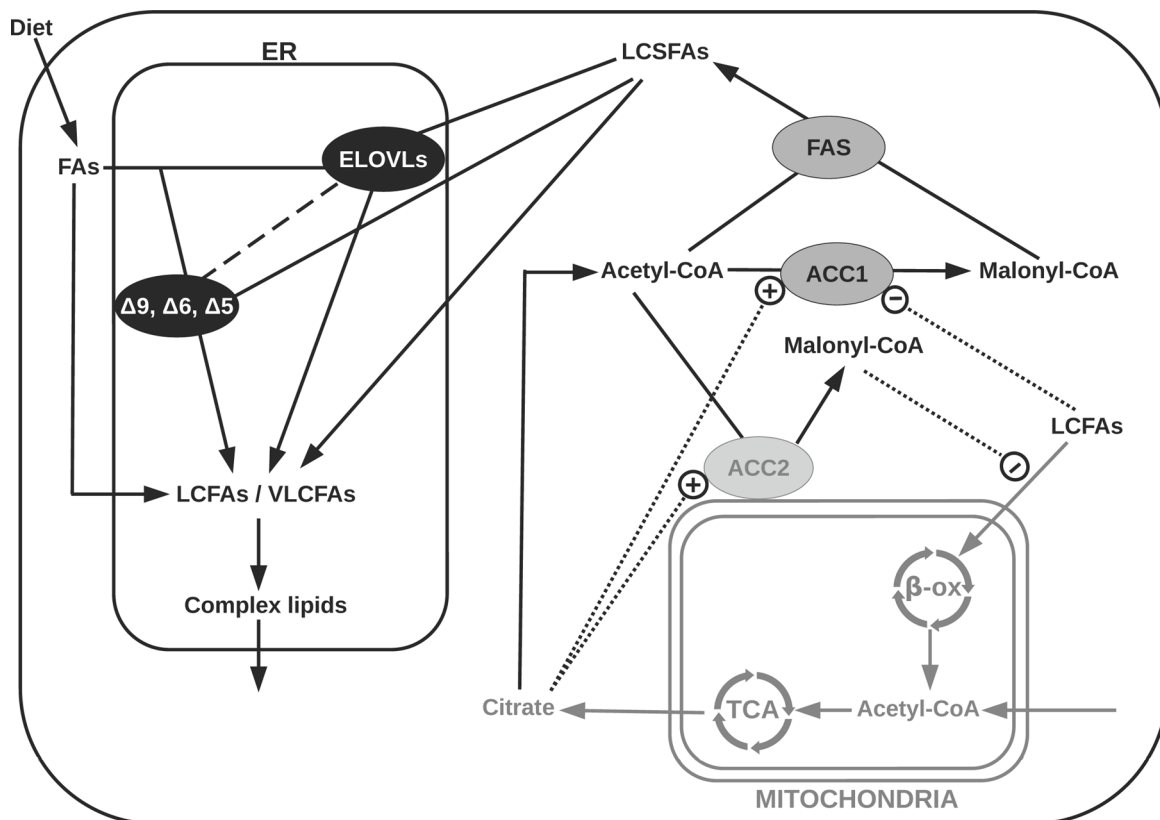 Diet
ER
LCSFAs
FAS
FAs
ELOVLs
Acetyl-CoA
ACC1
Malonyl-CoA
+
−
Δ9, Δ6, Δ5
Malonyl-CoA
LCFAs
ACC2
−
+
LCFAs / VLCFAs
β-ox
Complex lipids
Citrate
TCA
Acetyl-CoA
MITOCHONDRIA